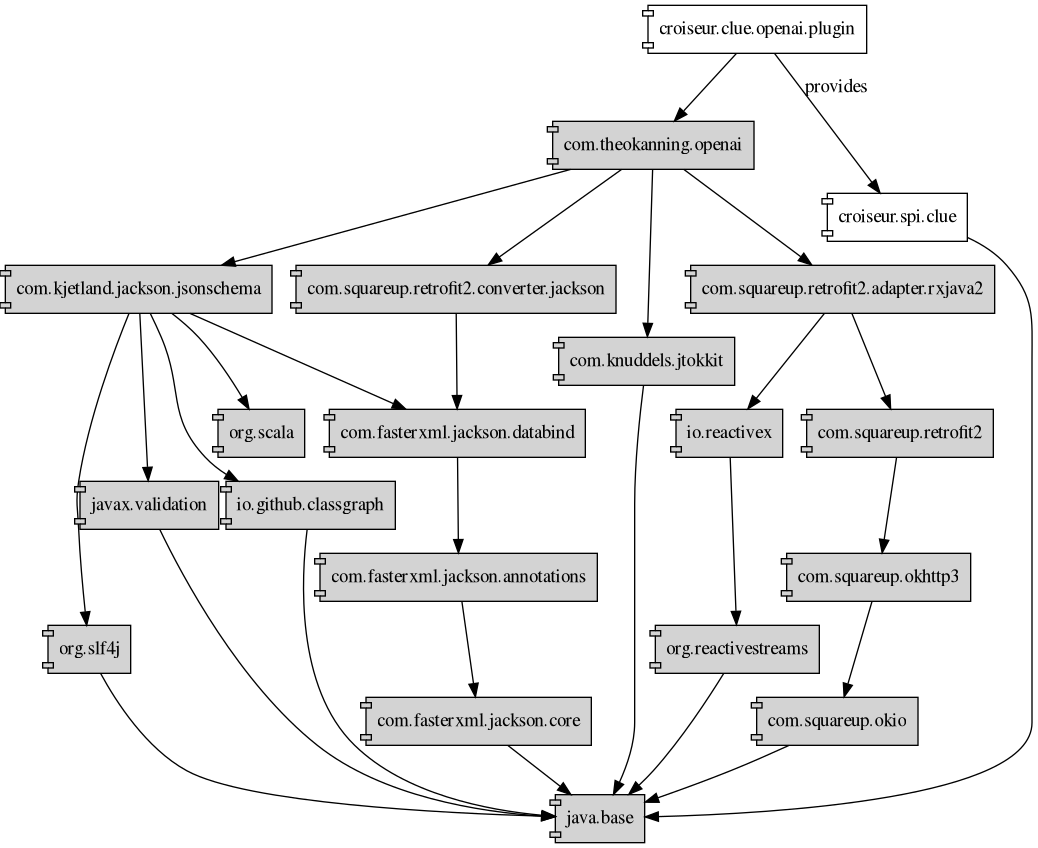 croiseur.clue.openai.plugin
provides
com.theokanning.openai
croiseur.spi.clue
com.kjetland.jackson.jsonschema
com.squareup.retrofit2.converter.jackson
com.squareup.retrofit2.adapter.rxjava2
com.knuddels.jtokkit
org.scala
com.fasterxml.jackson.databind
io.reactivex
com.squareup.retrofit2
javax.validation
io.github.classgraph
com.fasterxml.jackson.annotations
com.squareup.okhttp3
org.slf4j
org.reactivestreams
com.fasterxml.jackson.core
com.squareup.okio
java.base